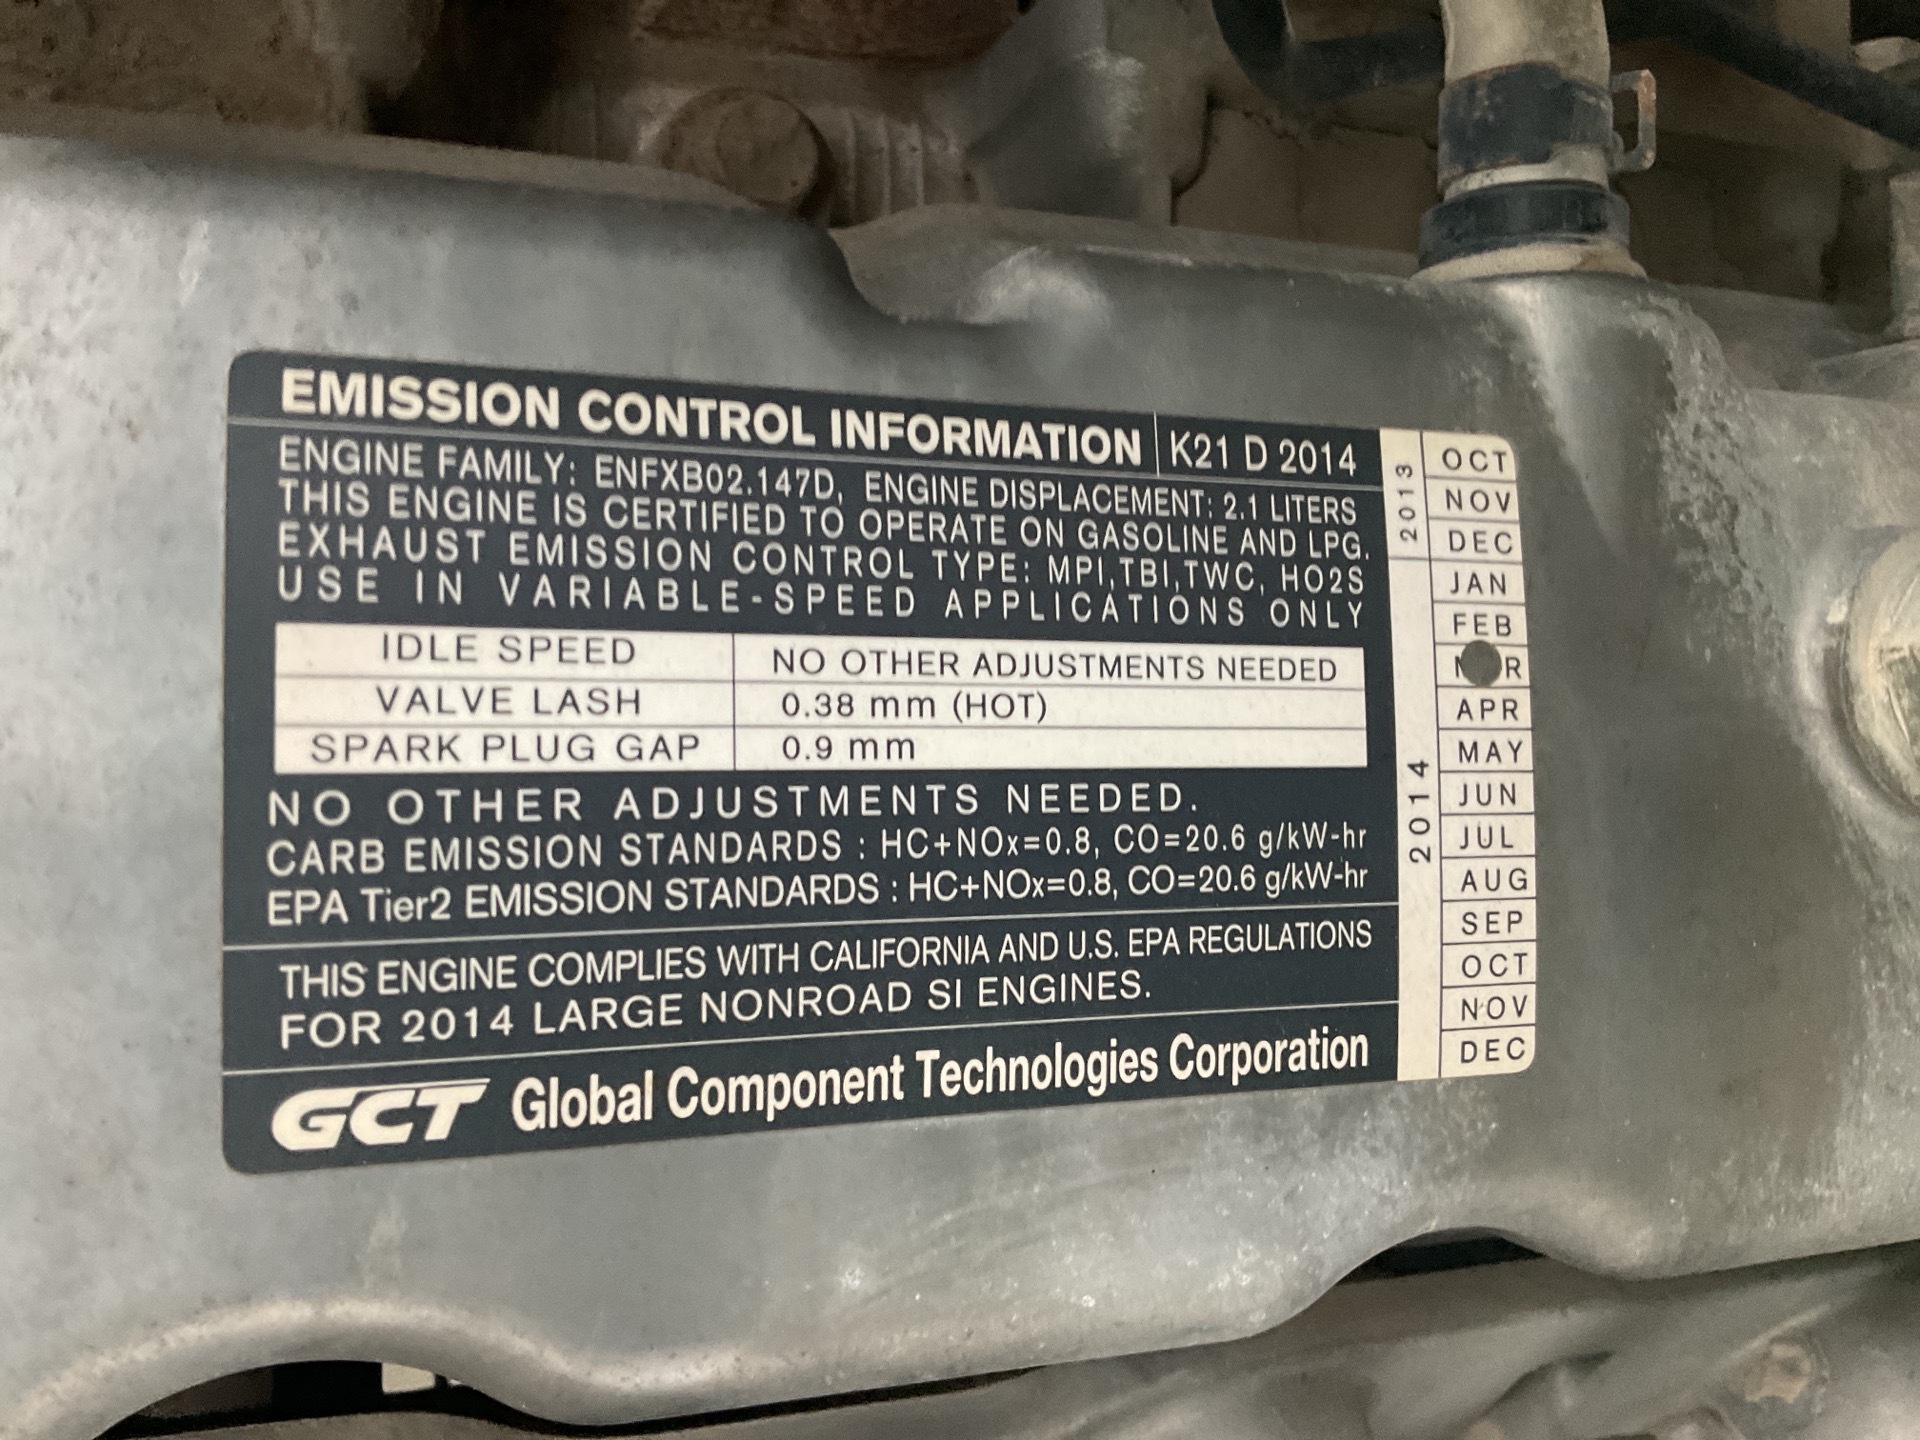 EMISSION CONTROL INFORMATION K21 D 2014
ENGINE FAMILY: ENFXB02.147D, ENGINE DISPLACEMENT: 2.1 LITERS
THIS ENGINE IS CERTIFIED TO OPERATE ON GASOLINE AND LPG.
EXHAUST EMISSION CONTROL TYPE: MPI,TBI,TWC, HO2S
USE IN VARIABLE-SPEED APPLICATIONS ONLY
IDLE SPEED NO OTHER ADJUSTMENTS NEEDED
VALVE LASH 0.38 mm (HOT)
SPARK PLUG GAP 0.9 mm
NO OTHER ADJUSTMENTS NEEDED.
CARB EMISSION STANDARDS : HC+NOx=0.8, CO=20.6 g/kW-hr
EPA Tier2 EMISSION STANDARDS : HC+NOx=0.8, CO=20.6 g/kW-hr
THIS ENGINE COMPLIES WITH CALIFORNIA AND U.S. EPA REGULATIONS
FOR 2014 LARGE NONROAD SI ENGINES.
GCT Global Component Technologies Corporation
2013
OCT
NOV
DEC
2014
JAN
FEB
APR
MAY
JUN
JUL
AUG
SEP
OCT
NOV
DEC